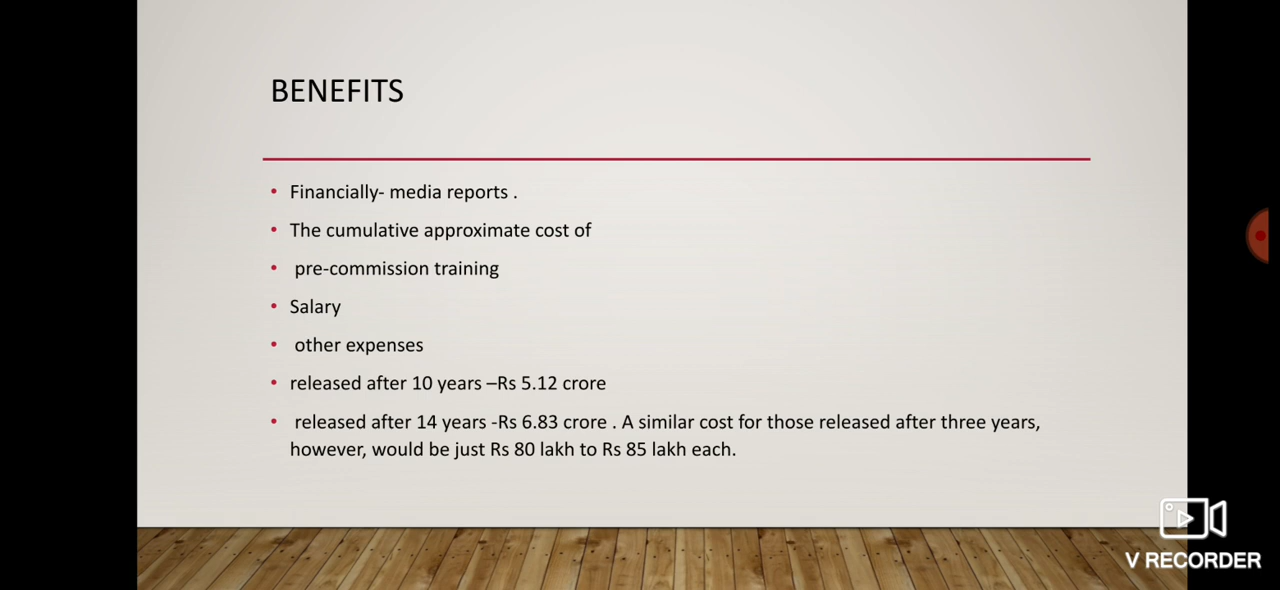 BENEFITS
• Financially- media reports .
• The cumulative approximate cost of
• pre-commission training
• Salary
• other expenses
• released after 10 years –Rs 5.12 crore
• released after 14 years -Rs 6.83 crore . A similar cost for those released after three years,
however, would be just Rs 80 lakh to Rs 85 lakh each.
V RECORDER